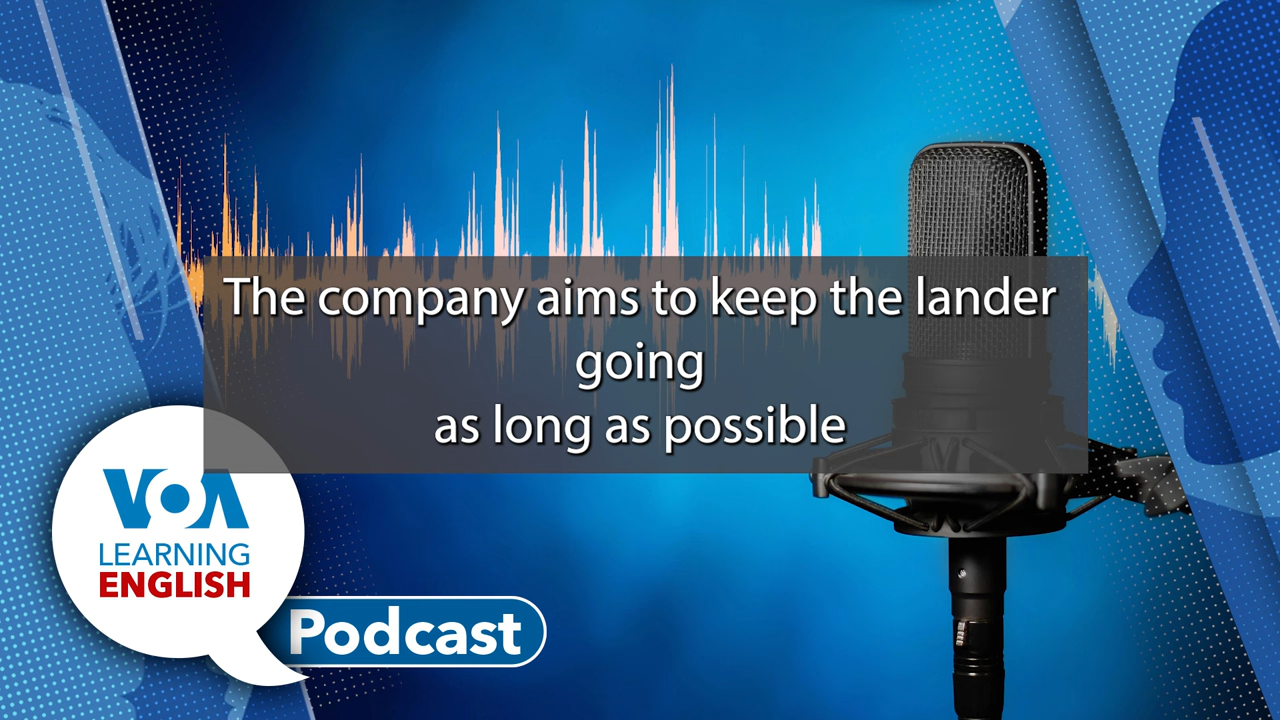 The company aims to keep the lander
going
as long as possible
VOA
LEARNING
ENGLISH
Podcast